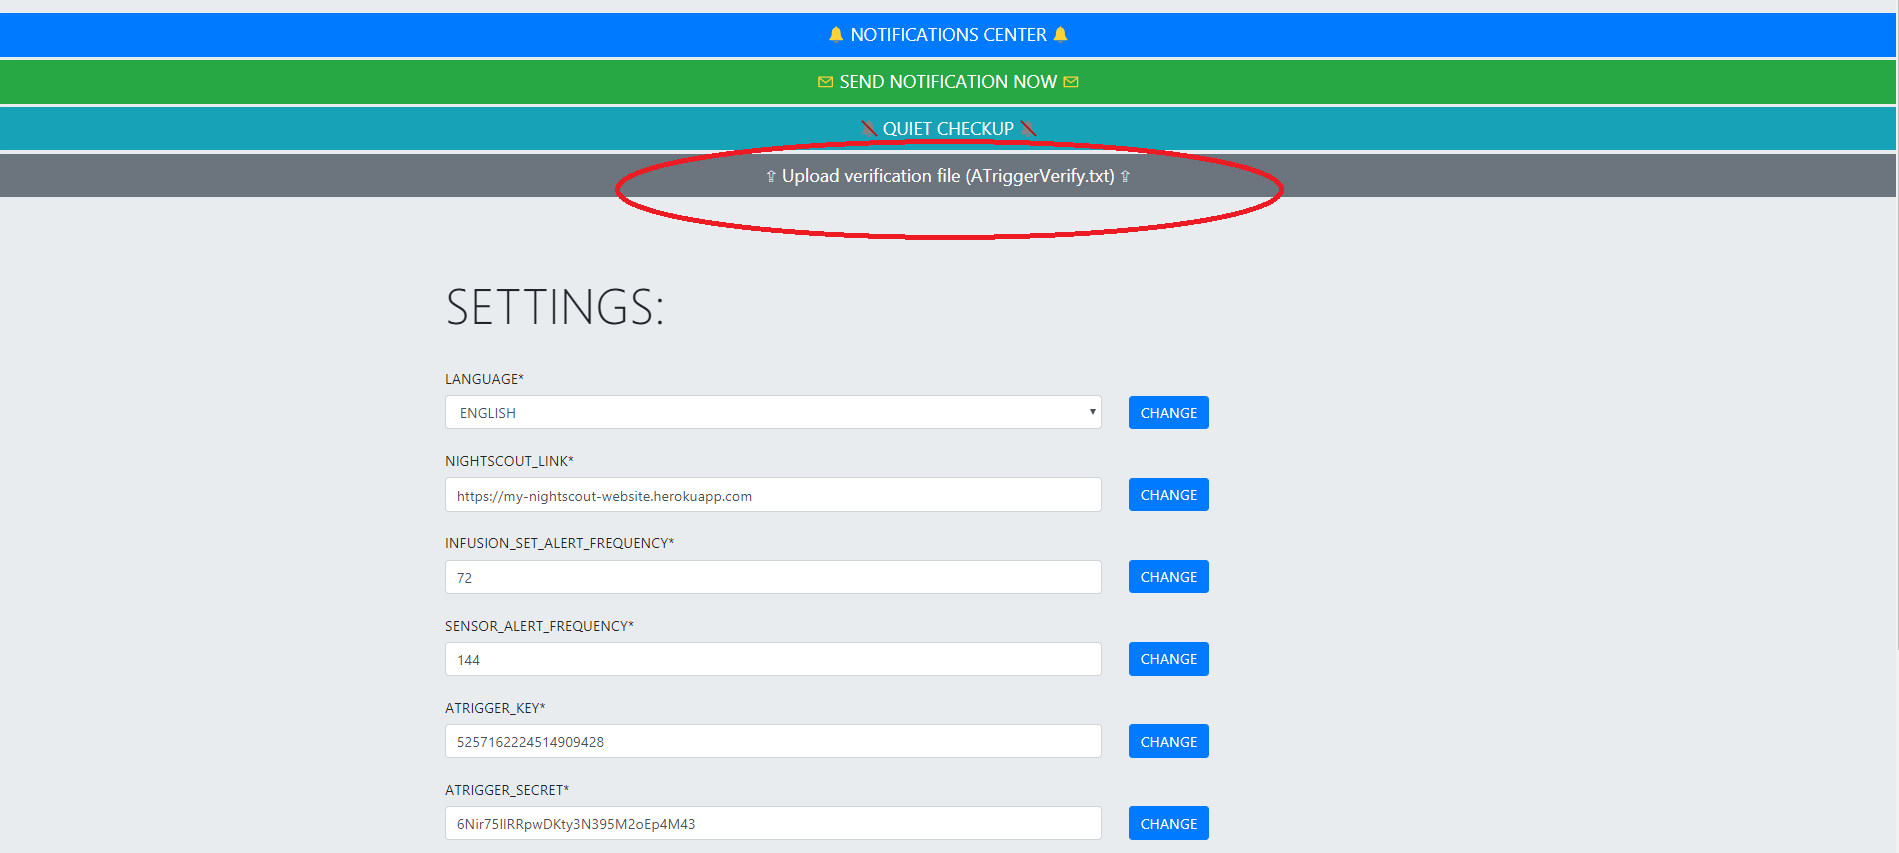 🔔 NOTIFICATIONS CENTER 🔔
✉ SEND NOTIFICATION NOW ✉
🔕 QUIET CHECKUP 🔕
⇪ Upload verification file (ATriggerVerify.txt) ⇪
SETTINGS:
LANGUAGE*
ENGLISH
CHANGE
NIGHTSCOUT_LINK*
https://my-nightscout-website.herokuapp.com
CHANGE
INFUSION_SET_ALERT_FREQUENCY*
72
CHANGE
SENSOR_ALERT_FREQUENCY*
144
CHANGE
ATRIGGER_KEY*
5257162224514909428
CHANGE
ATRIGGER_SECRET*
6Nir75IIRRpwDKty3N395M2oEp4M43
CHANGE